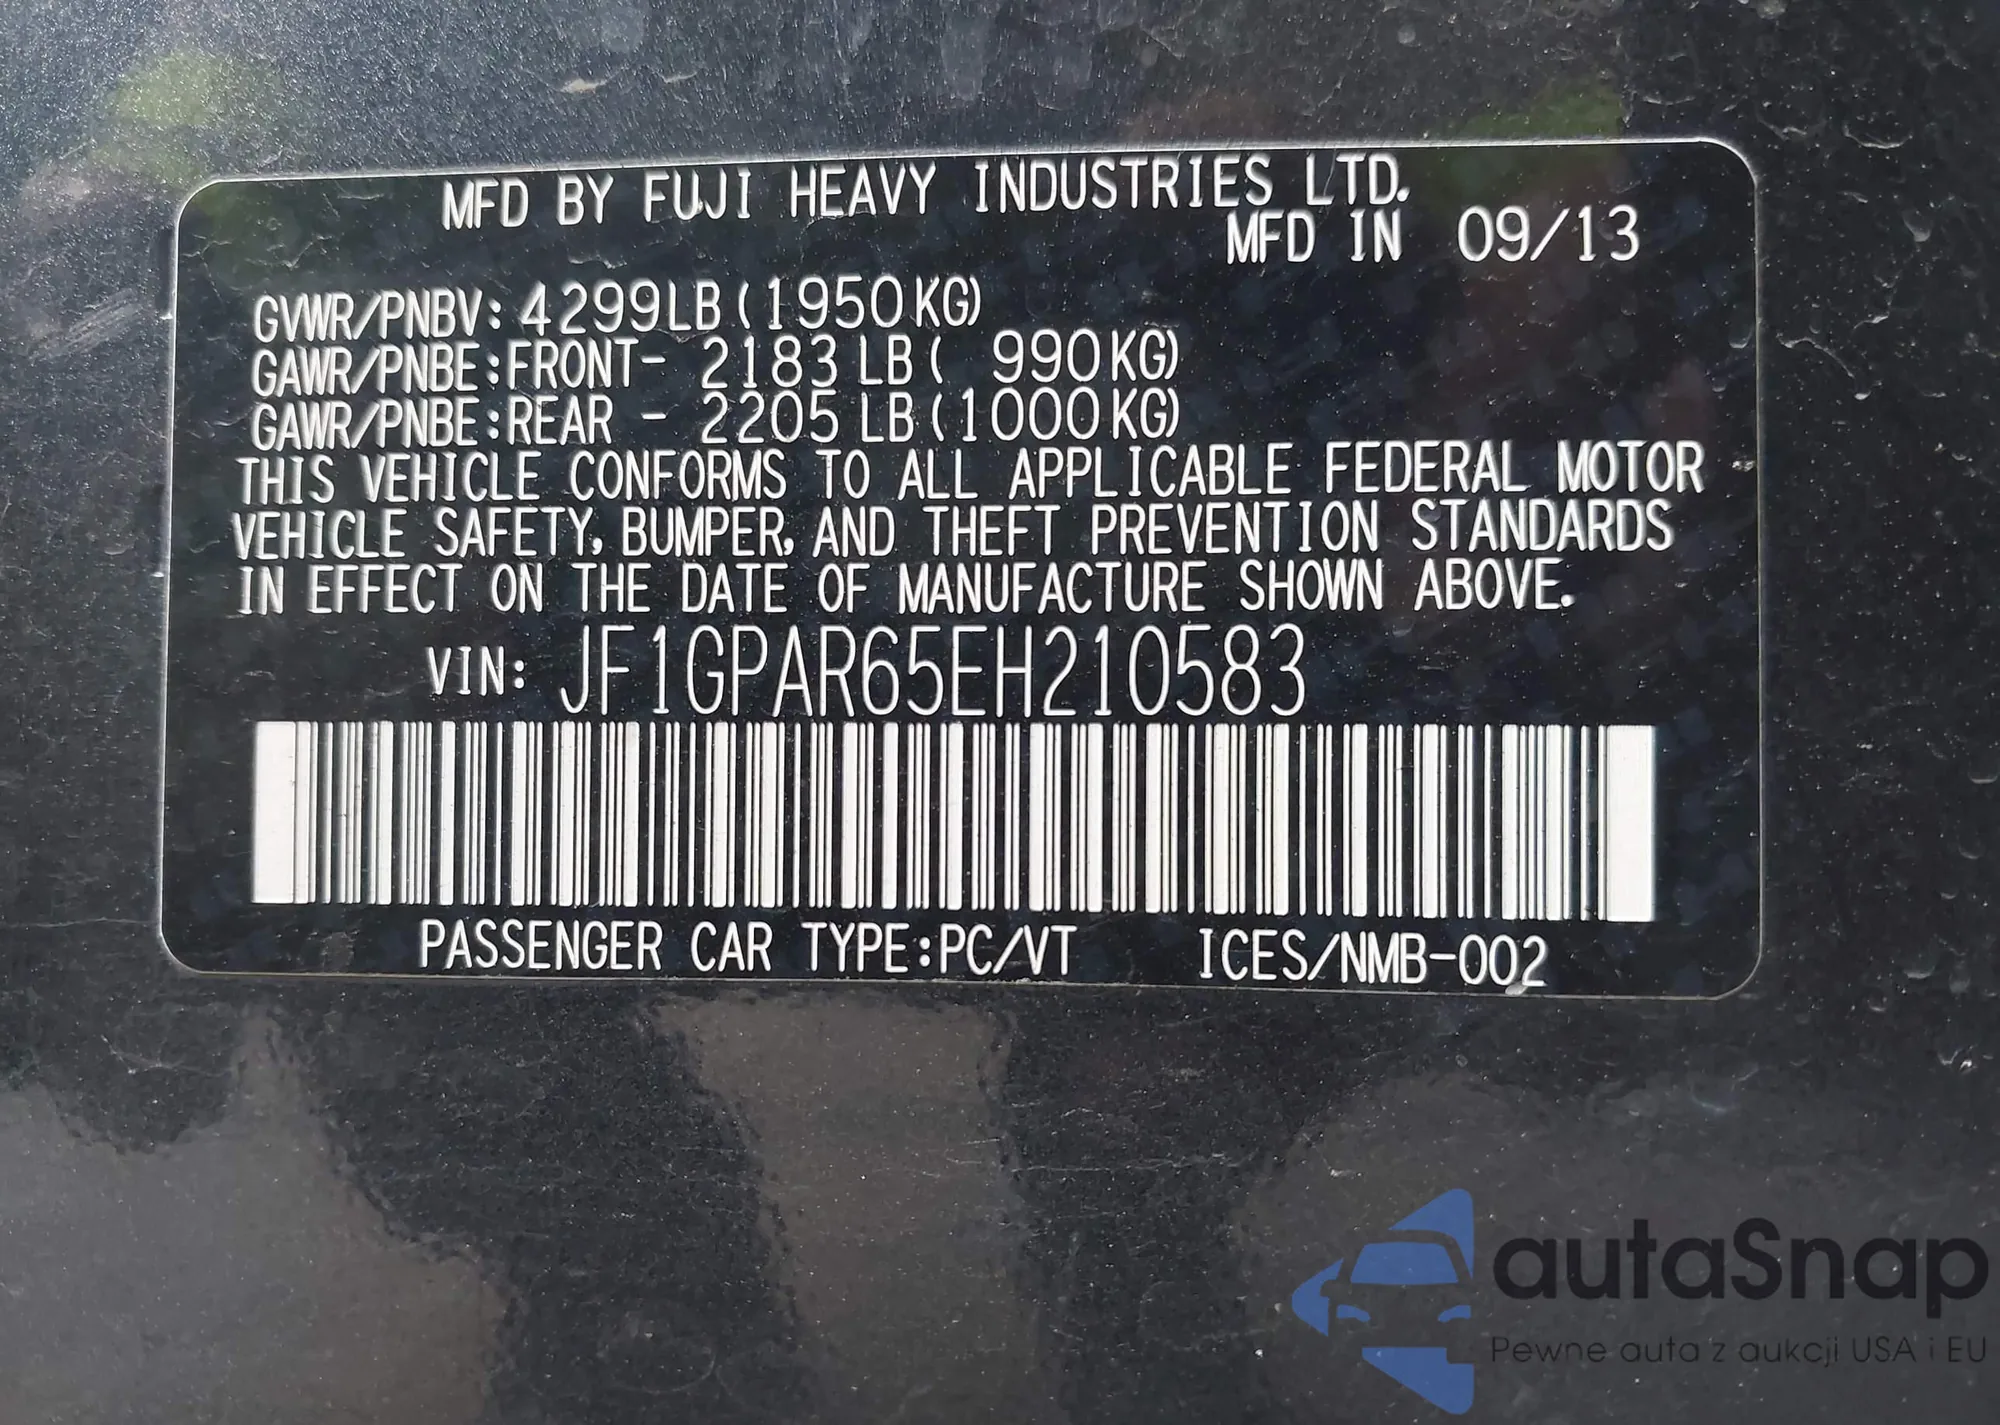 MFD BY FUJI HEAVY INDUSTRIES LTD.
MFD IN 09/13
GVWR/PNBV: 4299LB (1950KG)
GAWR/PNBE:FRONT- 2183 LB ( 990KG)
GAWR/PNBE:REAR - 2205 LB (1000KG)
THIS VEHICLE CONFORMS TO ALL APPLICABLE FEDERAL MOTOR
VEHICLE SAFETY, BUMPER, AND THEFT PREVENTION STANDARDS
IN EFFECT ON THE DATE OF MANUFACTURE SHOWN ABOVE.
VIN: JF1GPAR65EH210583
PASSENGER CAR TYPE:PC/VT ICES/NMB-002
autaSnap
Pewne auta z aukcji USA i EU